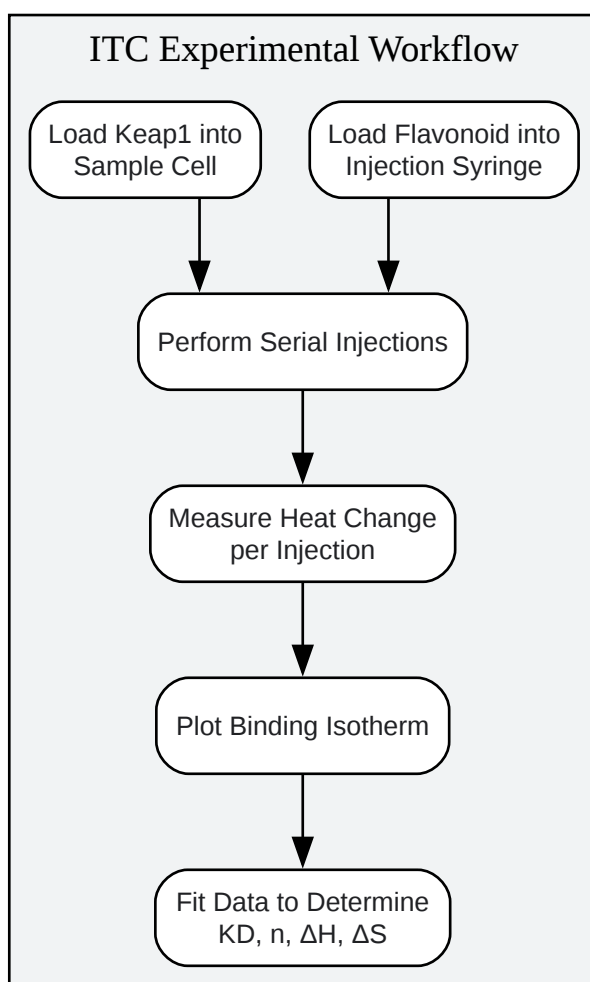 ITC Experimental Workflow
Load Keap1 into
Sample Cell
Load Flavonoid into
Injection Syringe
Perform Serial Injections
Measure Heat Change
per Injection
Plot Binding Isotherm
Fit Data to Determine
KD, n, ΔH, ΔS